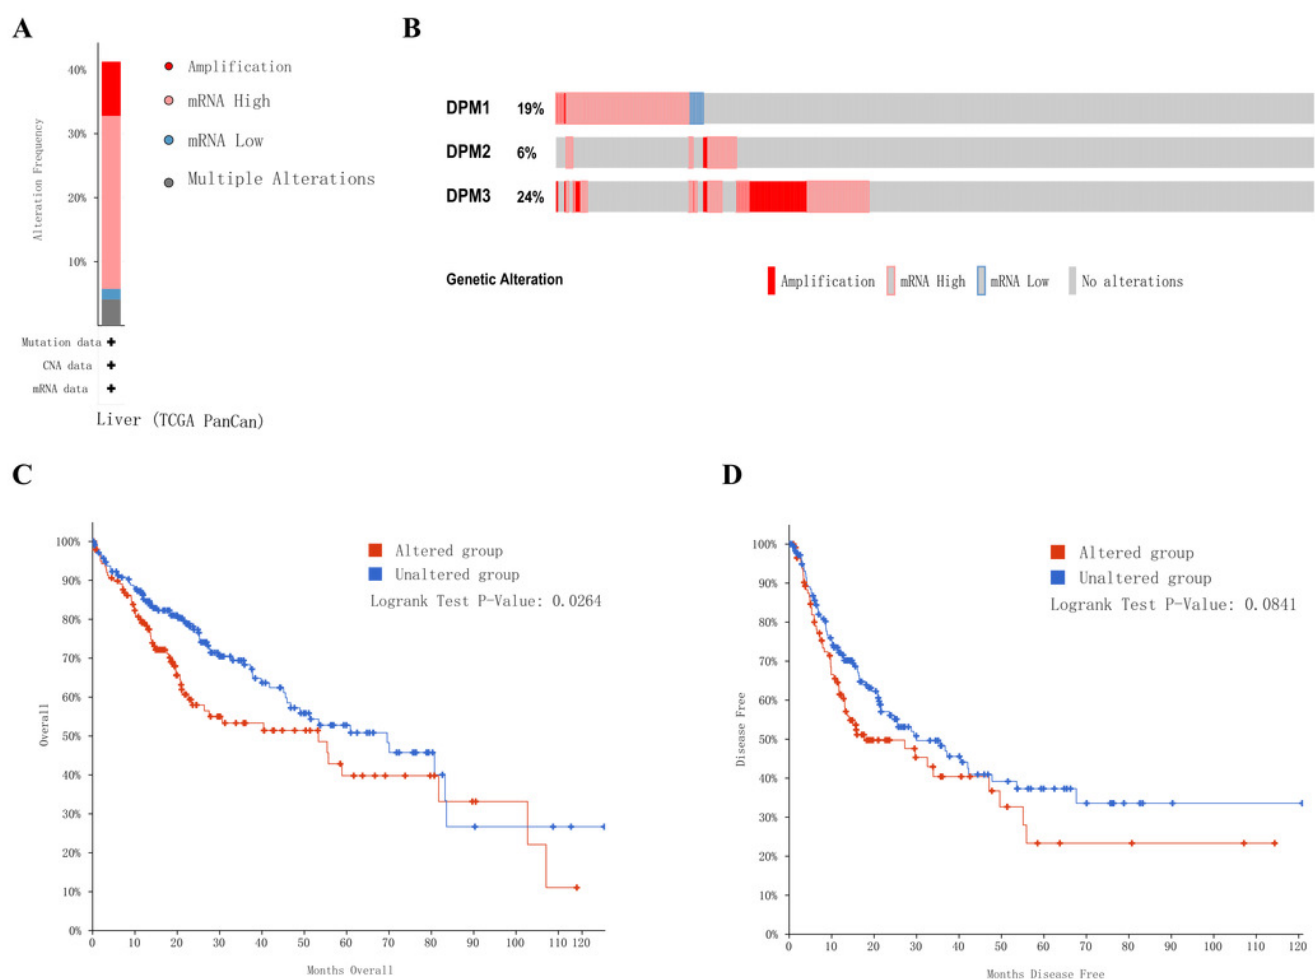 A
40%
30%
20%
10%
Alteration Frequency
Amplification
mRNA High
mRNA Low
Multiple Alterations
Mutation data
CNA data
mRNA data
Liver (TCGA PanCan)
B
DPM1 19%
DPM2 6%
DPM3 24%
Genetic Alteration Amplification mRNA High mRNA Low No alterations
C
100%
90%
80%
70%
60%
50%
40%
30%
20%
10%
0%
Overall
Altered group
Unaltered group
Logrank Test P-Value: 0.0264
0 10 20 30 40 50 60 70 80 90 100 110 120
Months Overall
D
100%
90%
80%
70%
60%
50%
40%
30%
20%
10%
0%
Disease Free
Altered group
Unaltered group
Logrank Test P-Value: 0.0841
0 10 20 30 40 50 60 70 80 90 100 110 120
Months Disease Free